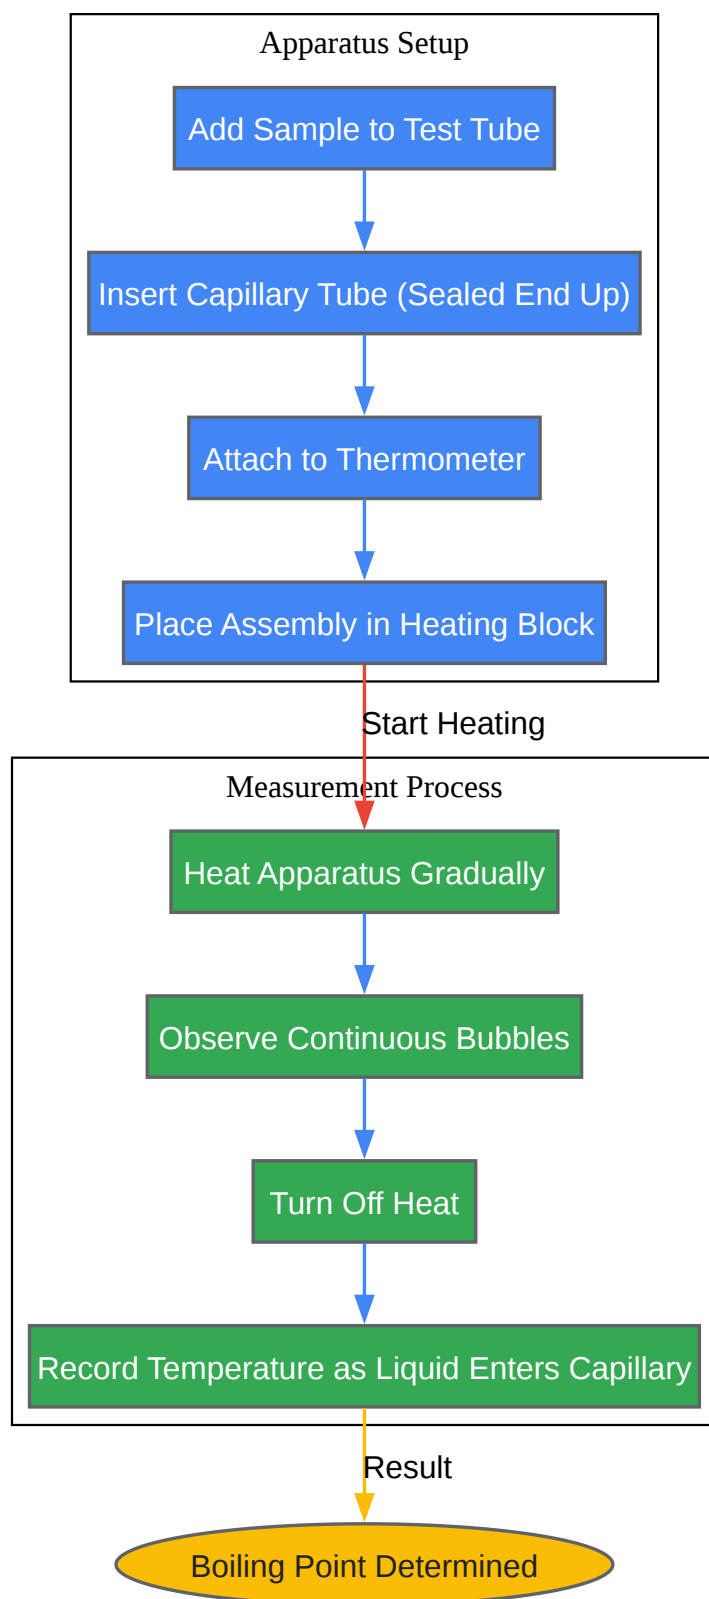 Apparatus Setup
Add Sample to Test Tube
Insert Capillary Tube (Sealed End Up)
Attach to Thermometer
Place Assembly in Heating Block
Start Heating
Measurement Process
Heat Apparatus Gradually
Observe Continuous Bubbles
Turn Off Heat
Record Temperature as Liquid Enters Capillary
Result
Boiling Point Determined